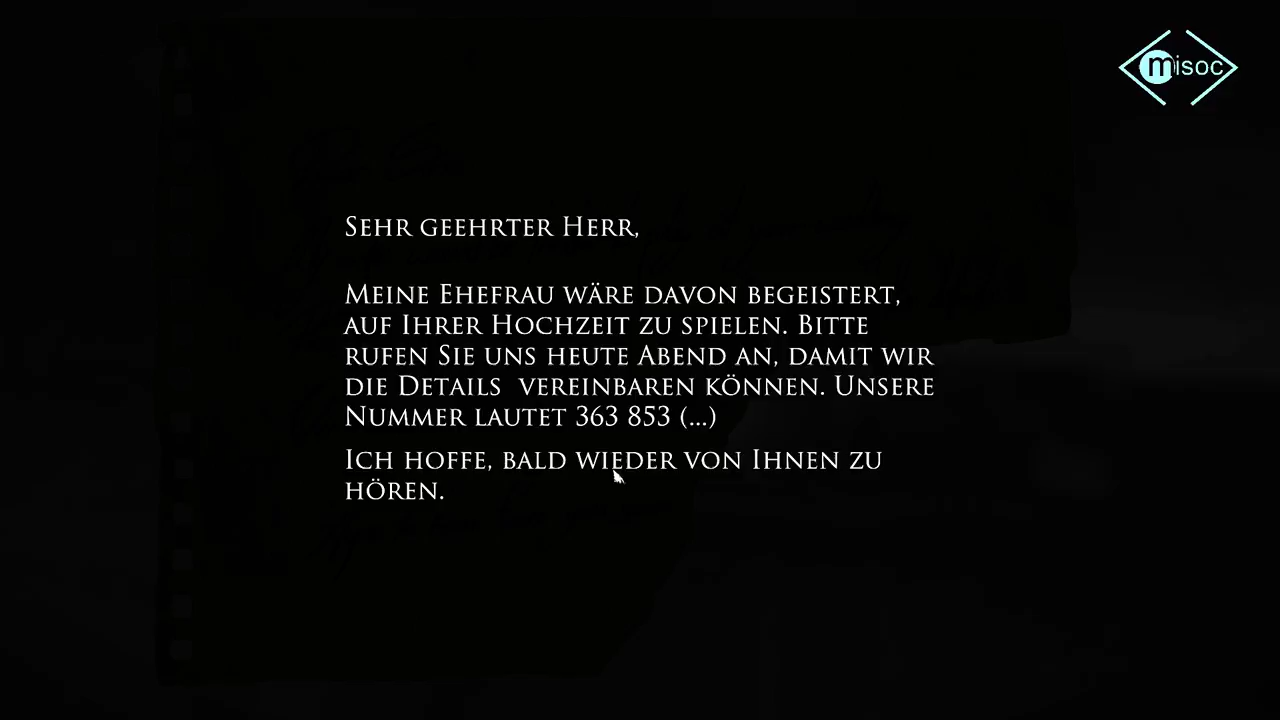 misoc
Sehr geehrter Herr,
Meine Ehefrau wäre davon begeistert,
auf Ihrer Hochzeit zu spielen. Bitte
rufen Sie uns heute Abend an, damit wir
die Details vereinbaren können. Unsere
Nummer lautet 363 853 (...)
Ich hoffe, bald wieder von Ihnen zu
hören.